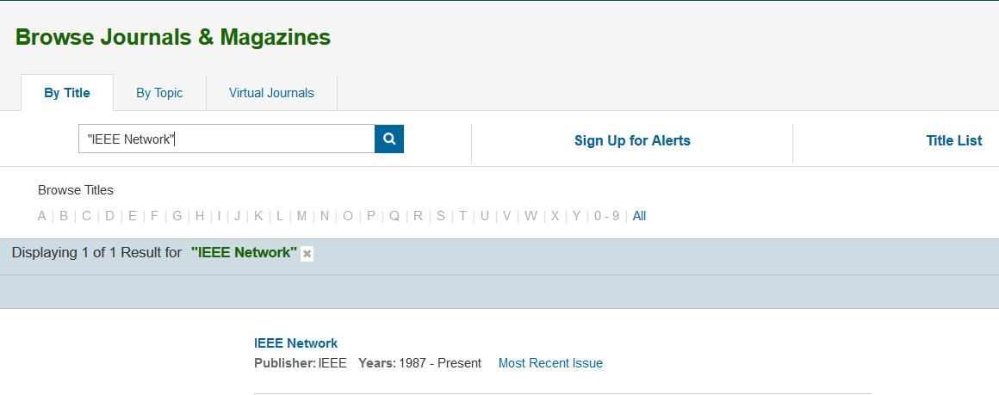 Browse Journals & Magazines
By Title By Topic Virtual Journals
"IEEE Network" Sign Up for Alerts Title List
Browse Titles
A | B | C | D | E | F | G | H | I | J | K | L | M | N | O | P | Q | R | S | T | U | V | W | X | Y | 0 - 9 | All
Displaying 1 of 1 Result for "IEEE Network" ×
IEEE Network
Publisher: IEEE Years: 1987 - Present Most Recent Issue